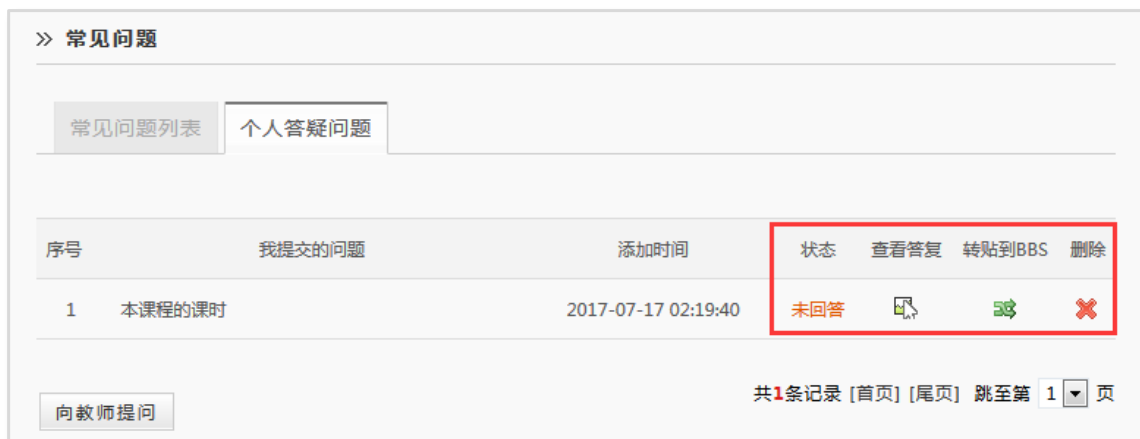 » 常见问题
常见问题列表 个人答疑问题
序号 我提交的问题 添加时间 状态 查看答复 转贴到BBS 删除
1 本课程的课时 2017-07-17 02:19:40 未回答
共1条记录 [首页] [尾页] 跳至第 1 页
向教师提问